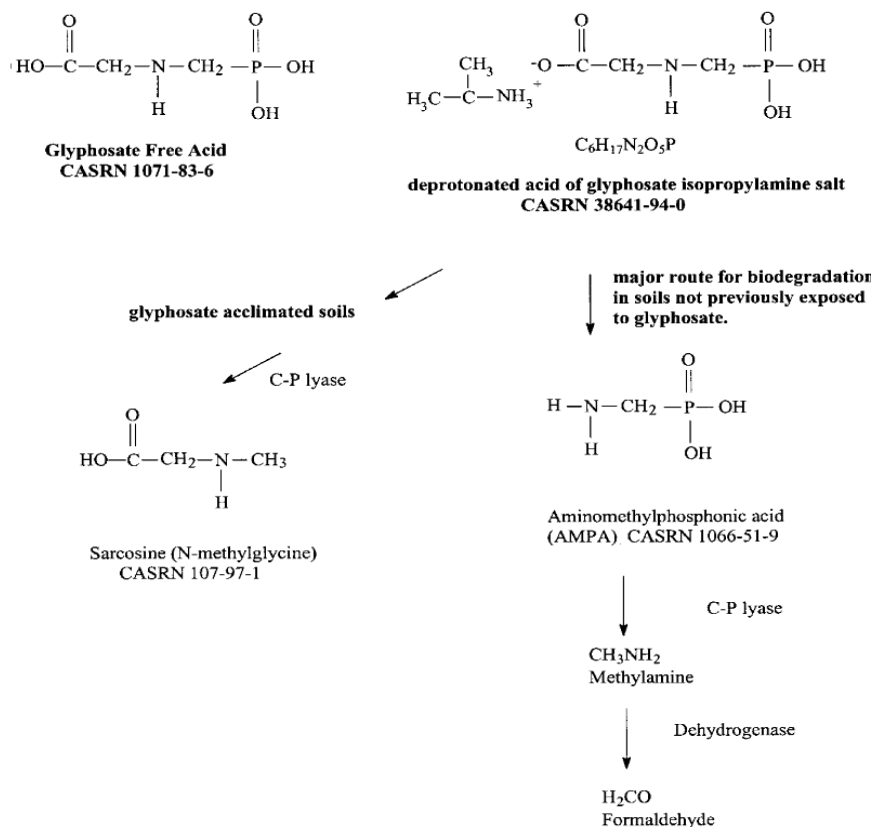 O
HO—C—CH2—N—CH2—P—OH
H
OH
Glyphosate Free Acid
CASRN 1071-83-6
CH3
H3C—C—NH3
+
O
-O—C—CH2—N—CH2—P—OH
O
H
OH
C6H17N2O5P
deprotonated acid of glyphosate isopropylamine salt
CASRN 38641-94-0
glyphosate acclimated soils
major route for biodegradation
in soils not previously exposed
to glyphosate.
C-P lyase
O
HO—C—CH2—N—CH3
H
Sarcosine (N-methylglycine)
CASRN 107-97-1
O
H—N—CH2—P—OH
H
OH
Aminomethylphosphonic acid
(AMPA) CASRN 1066-51-9
C-P lyase
CH3NH2
Methylamine
Dehydrogenase
H2CO
Formaldehyde